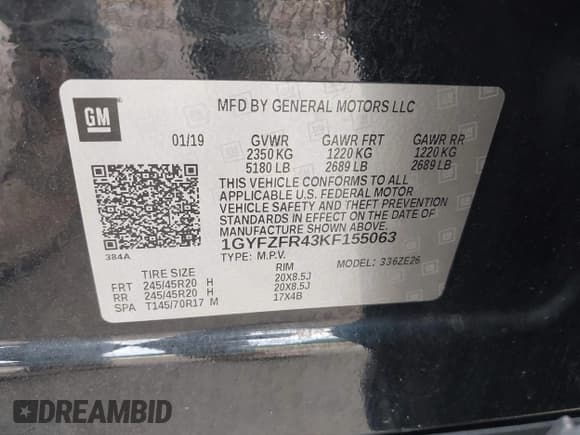 GM
MFD BY GENERAL MOTORS LLC
01/19 GVWR GAWR FRT GAWR RR
2350 KG 1220 KG 1220 KG
5180 LB 2689 LB 2689 LB
THIS VEHICLE CONFORMS TO ALL
APPLICABLE U.S. FEDERAL MOTOR
VEHICLE SAFETY AND THEFT PREVENTION
STANDARDS IN EFFECT ON THE DATE OF
MANUFACTURE SHOWN ABOVE.
1GYFZFR43KF155063
384A
TYPE: M.P.V. MODEL: 336ZE26
TIRE SIZE RIM
FRT 245/45R20 H 20X8.5J
RR 245/45R20 H 20X8.5J
SPA T145/70R17 M 17X4B
DREAMBID